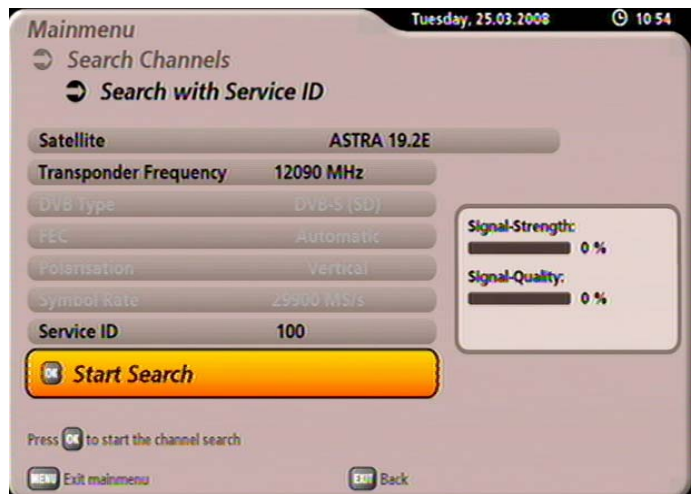 Mainmenu
Tuesday, 25.03.2008 10 54
Search Channels
Search with Service ID
Satellite ASTRA 19.2E
Transponder Frequency 12090 MHz
DVB Type DVB-S (SD)
FEC Automatic
Polarisation Vertical
Symbol Rate 29900 MS/s
Service ID 100
Signal-Strength:
0 %
Signal-Quality:
0 %
OK Start Search
Press OK to start the channel search
MENU Exit mainmenu
EXIT Back